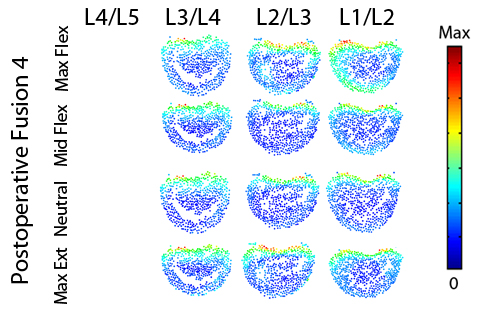 L4/L5 L3/L4 L2/L3 L1/L2
Max
Postoperative Fusion 4
Max Flex
Mid Flex
Neutral
Max Ext
0